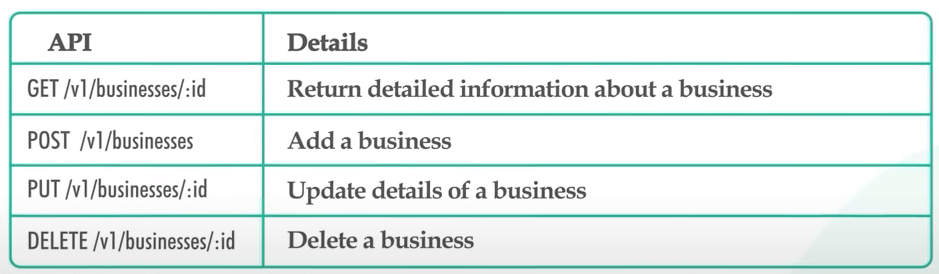 API Details
GET /v1/businesses/:id Return detailed information about a business
POST /v1/businesses Add a business
PUT /v1/businesses/:id Update details of a business
DELETE /v1/businesses/:id Delete a business